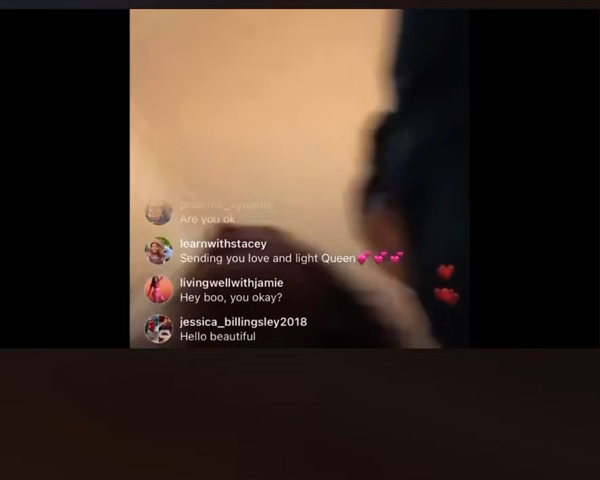 Are you ok
learnwithstacey
Sending you love and light Queen💕💕💕
livingwellwithjamie
Hey boo, you okay?
jessica_billingsley2018
Hello beautiful